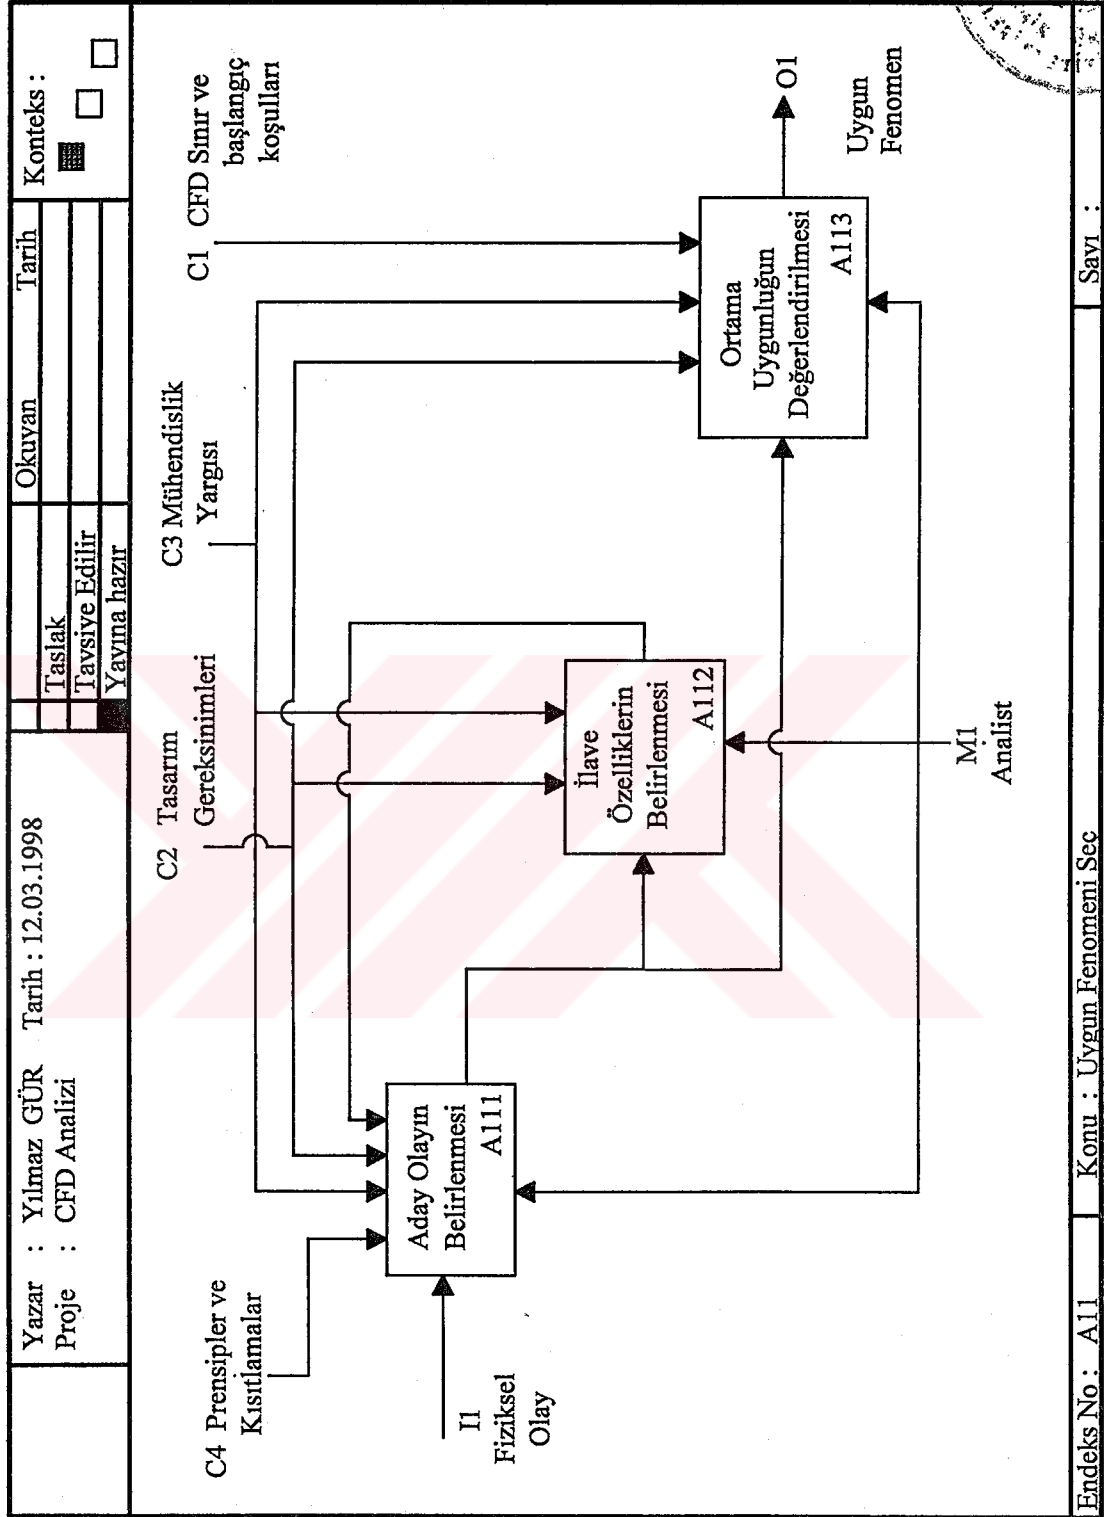 Yazar : Yılmaz GÜR Tarih : 12.03.1998
Proje : CFD Analizi
Taslak
Tavsiye Edilir
Yayına hazır
Okuyan Tarih
Konteks :
C4 Prensipler ve
Kısıtlamalar
C2 Tasarım
Gereksinimleri
C3 Mühendislik
Yargısı
C1 CFD Sınır ve
başlangıç
koşulları
I1
Fiziksel
Olay
Aday Olayın
Belirlenmesi
A111
İlave
Özelliklerin
Belirlenmesi
A112
Ortama
Uygunluğun
Değerlendirilmesi
A113
O1
Uygun
Fenomen
M1
Analist
Endeks No : A11
Konu : Uygun Fenomeni Seç
Sayı :